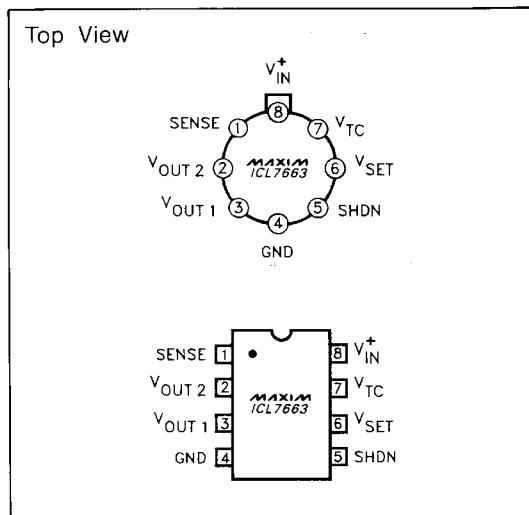 Top View
V+IN
8
SENSE 1 7 VTC
VOUT 2 2 MAXIM ICL7663 6 VSET
VOUT 1 3 5 SHDN
4
GND
SENSE 1 8 V+IN
VOUT 2 2 7 VTC
MAXIM
ICL7663
VOUT 1 3 6 VSET
GND 4 5 SHDN